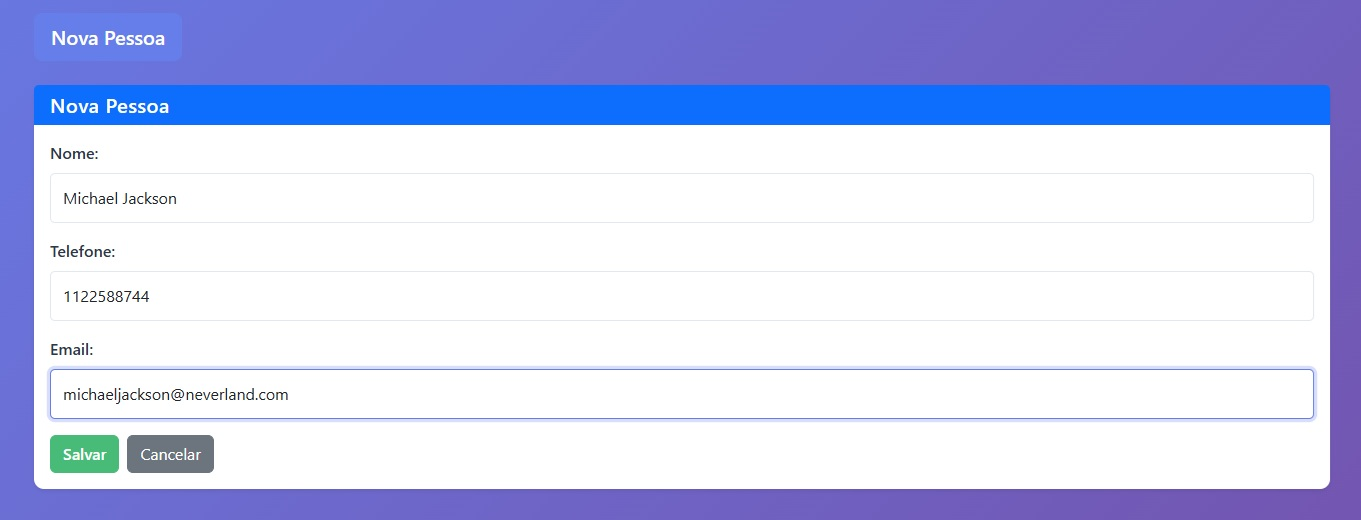 Nova Pessoa
Nova Pessoa
Nome:
Michael Jackson
Telefone:
1122588744
Email:
michaeljackson@neverland.com
Salvar Cancelar